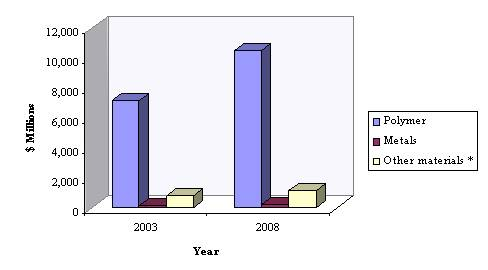 12,000
10,000
8,000
6,000
4,000
2,000
0
$ Millions
2003
2008
Year
Polymer
Metals
Other materials *